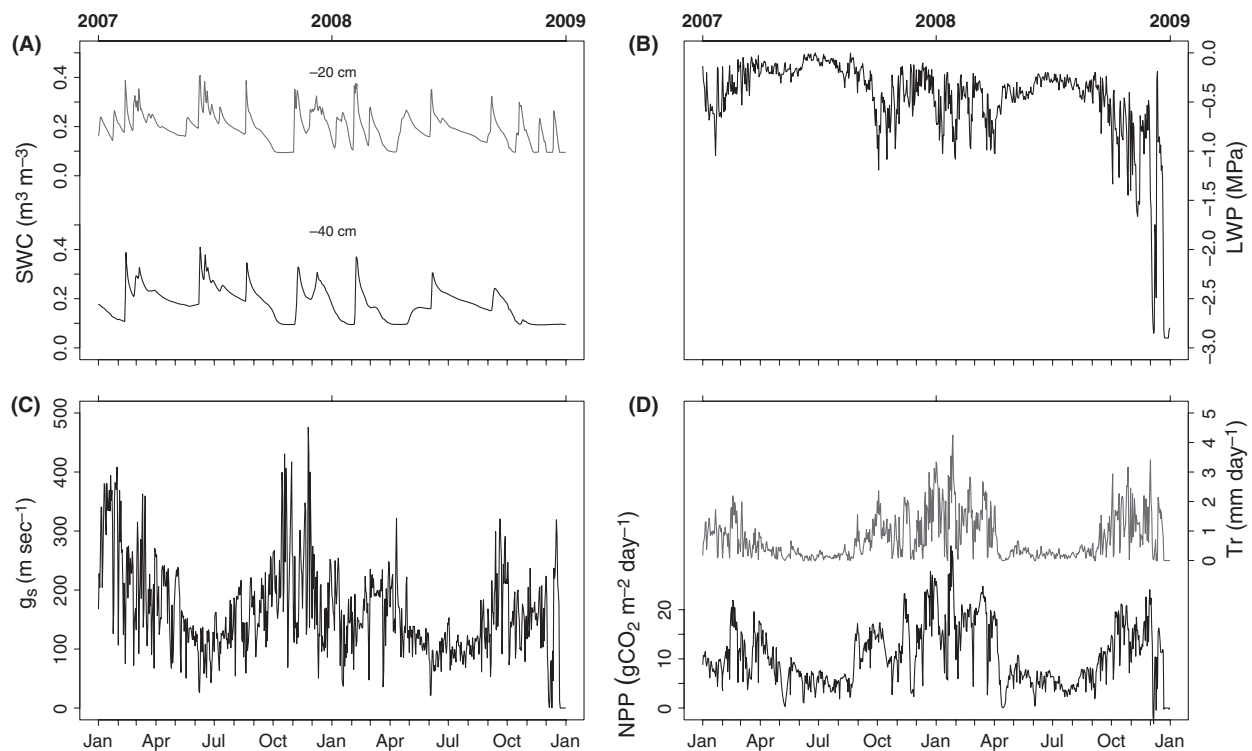 2007 2008 2009
(A)
–20 cm
–40 cm
0.4
0.2
0.0
0.4
0.2
0.0
SWC (m³ m⁻³)
2007 2008 2009
(B)
0.0
−0.5
−1.0
−1.5
−2.0
−2.5
−3.0
LWP (MPa)
(C)
500
400
300
200
100
0
gₛ (m sec⁻¹)
Jan Apr Jul Oct Jan Apr Jul Oct Jan
(D)
5
4
3
2
1
0
Tr (mm day⁻¹)
20
10
0
NPP (gCO₂ m⁻² day⁻¹)
Jan Apr Jul Oct Jan Apr Jul Oct Jan